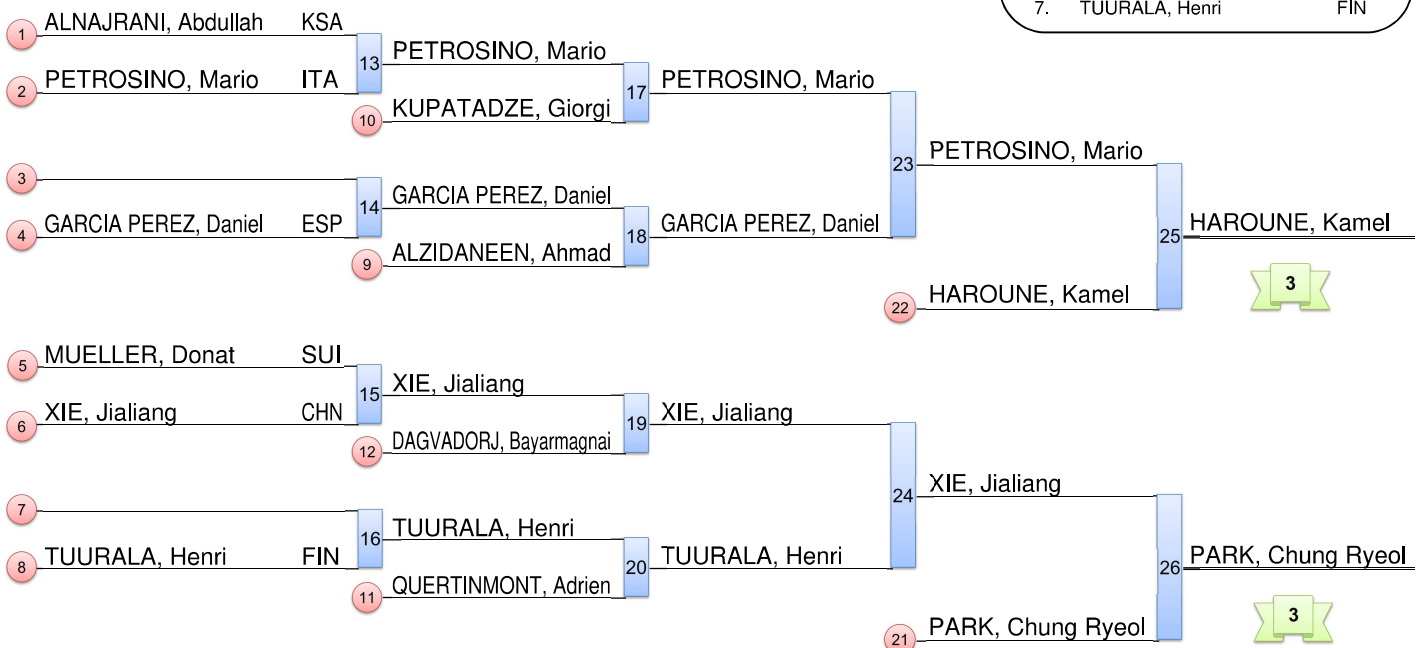 7. TUURALA, Henri FIN
1 ALNAJRANI, Abdullah KSA
13 PETROSINO, Mario
2 PETROSINO, Mario ITA
17 PETROSINO, Mario
10 KUPATADZE, Giorgi
23 PETROSINO, Mario
3
14 GARCIA PEREZ, Daniel
4 GARCIA PEREZ, Daniel ESP
18 GARCIA PEREZ, Daniel
9 ALZIDANEEN, Ahmad
25 HAROUNE, Kamel
3
22 HAROUNE, Kamel
5 MUELLER, Donat SUI
15 XIE, Jialiang
6 XIE, Jialiang CHN
19 XIE, Jialiang
12 DAGVADORJ, Bayarmagnai
24 XIE, Jialiang
7
16 TUURALA, Henri
8 TUURALA, Henri FIN
20 TUURALA, Henri
11 QUERTINMONT, Adrien
26 PARK, Chung Ryeol
3
21 PARK, Chung Ryeol